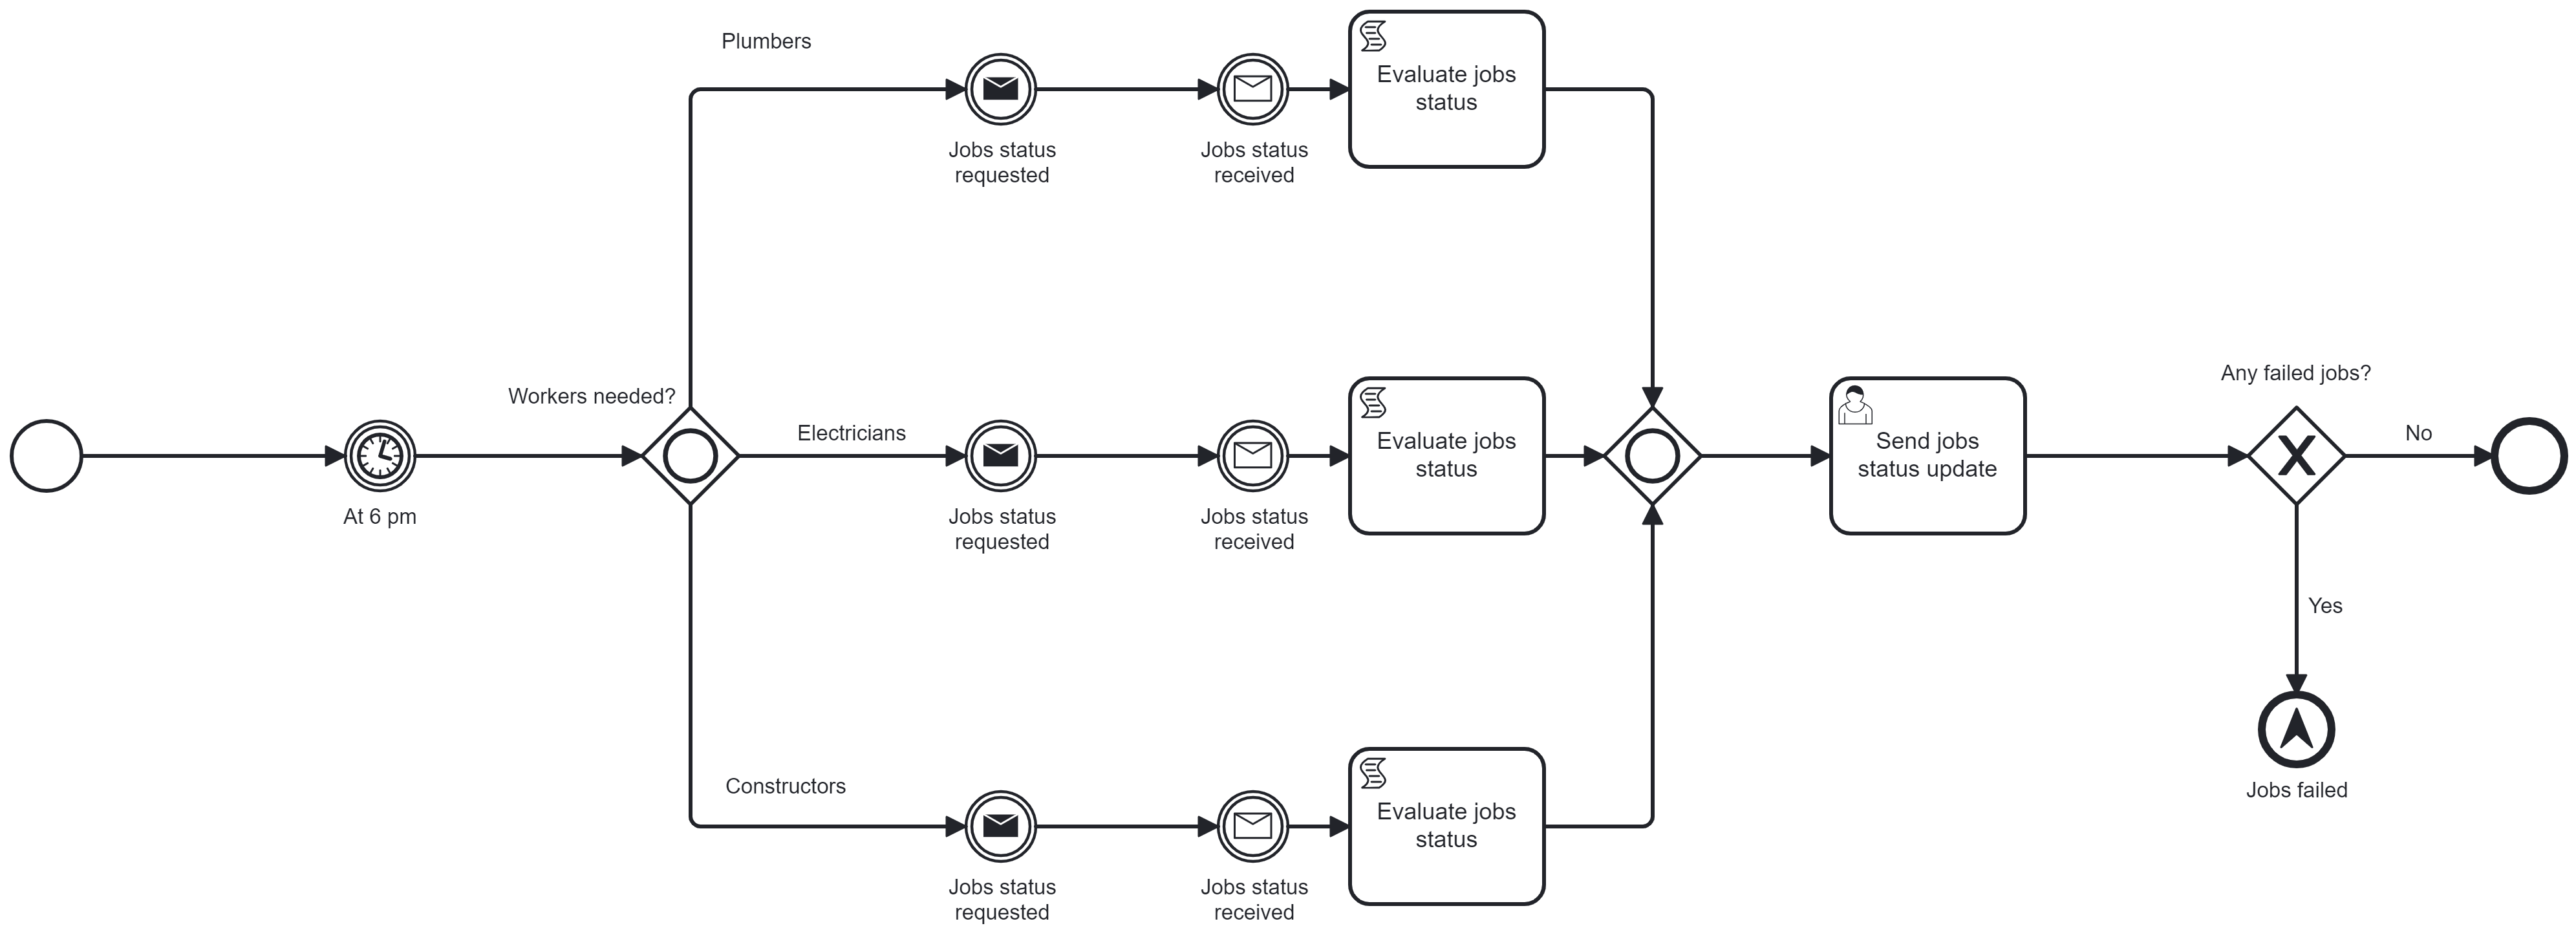 Plumbers
Jobs status
requested
Jobs status
received
Evaluate jobs
status
At 6 pm
Workers needed?
Electricians
Jobs status
requested
Jobs status
received
Evaluate jobs
status
Send jobs
status update
Any failed jobs?
No
Yes
Jobs failed
Constructors
Jobs status
requested
Jobs status
received
Evaluate jobs
status